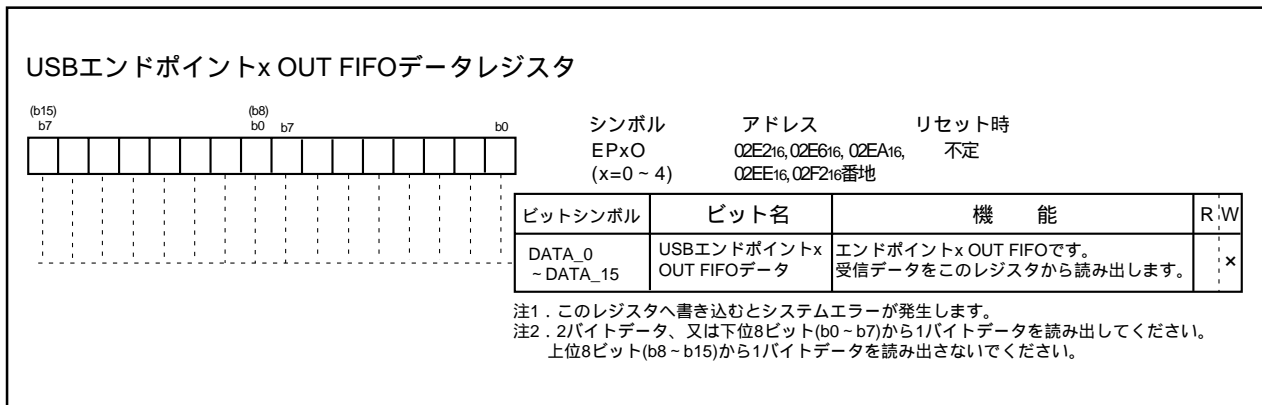 USBエンドポイントx OUT FIFOデータレジスタ
(b15) (b8)
b7 b0 b7 b0
シンボル アドレス リセット時
EPxO 02E216, 02E616, 02EA16, 不定
(x=0 ~ 4) 02EE16, 02F216番地
ビットシンボル ビット名 機 能 R W
DATA_0 USBエンドポイントx エンドポイントx OUT FIFOです。
~ DATA_15 OUT FIFOデータ 受信データをこのレジスタから読み出します。 ×
注1．このレジスタへ書き込むとシステムエラーが発生します。
注2．2バイトデータ、又は下位8ビット(b0 ~ b7)から1バイトデータを読み出してください。
上位8ビット(b8 ~ b15)から1バイトデータを読み出さないでください。